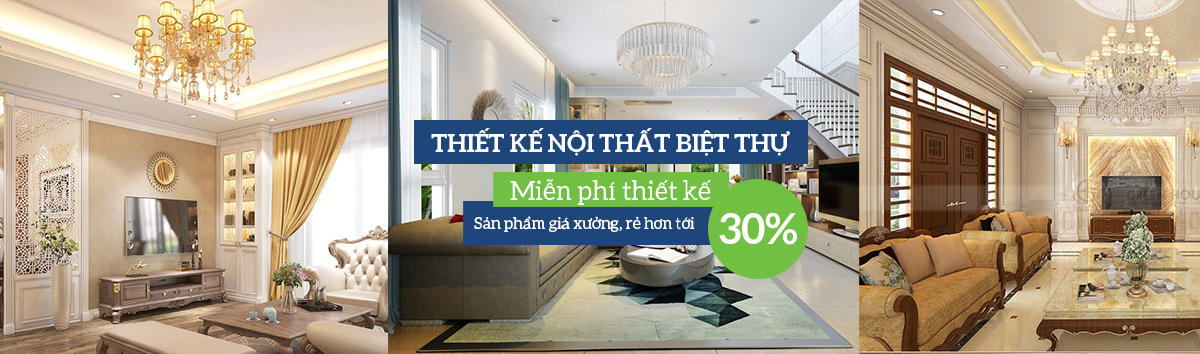 THIẾT KẾ NỘI THẤT BIỆT THỰ
Miễn phí thiết kế
Sản phẩm giá xưởng, rẻ hơn tới
30%